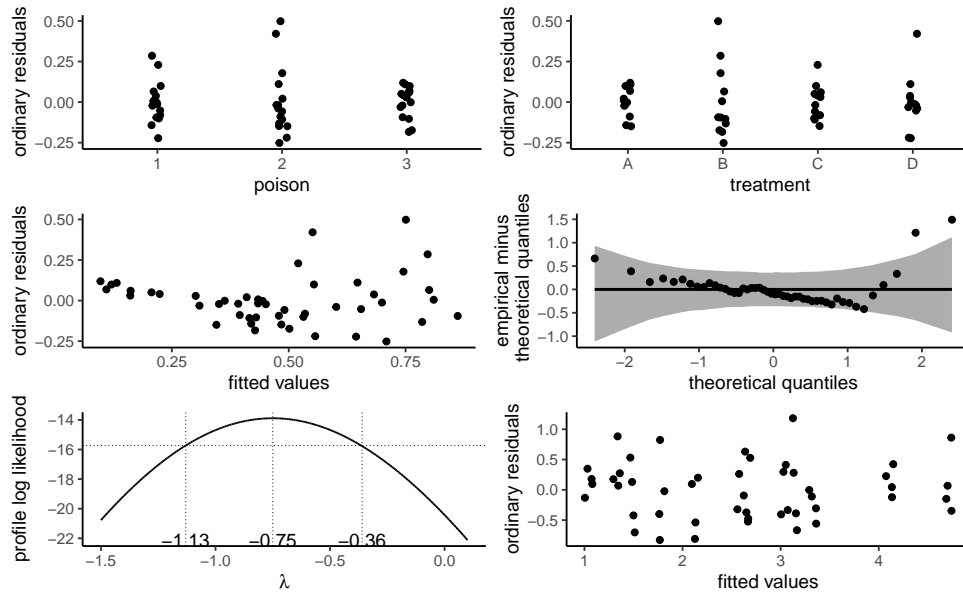 ordinary residuals
0.50
0.25
0.00
−0.25
1 2 3
poison
ordinary residuals
0.50
0.25
0.00
−0.25
A B C D
treatment
ordinary residuals
0.50
0.25
0.00
−0.25
0.25 0.50 0.75
fitted values
empirical minus
theoretical quantiles
1.5
1.0
0.5
0.0
−0.5
−1.0
−2 −1 0 1 2
theoretical quantiles
profile log likelihood
−14
−16
−18
−20
−22
−1.13 −0.75 −0.36
−1.5 −1.0 −0.5 0.0
λ
ordinary residuals
1.0
0.5
0.0
−0.5
1 2 3 4
fitted values